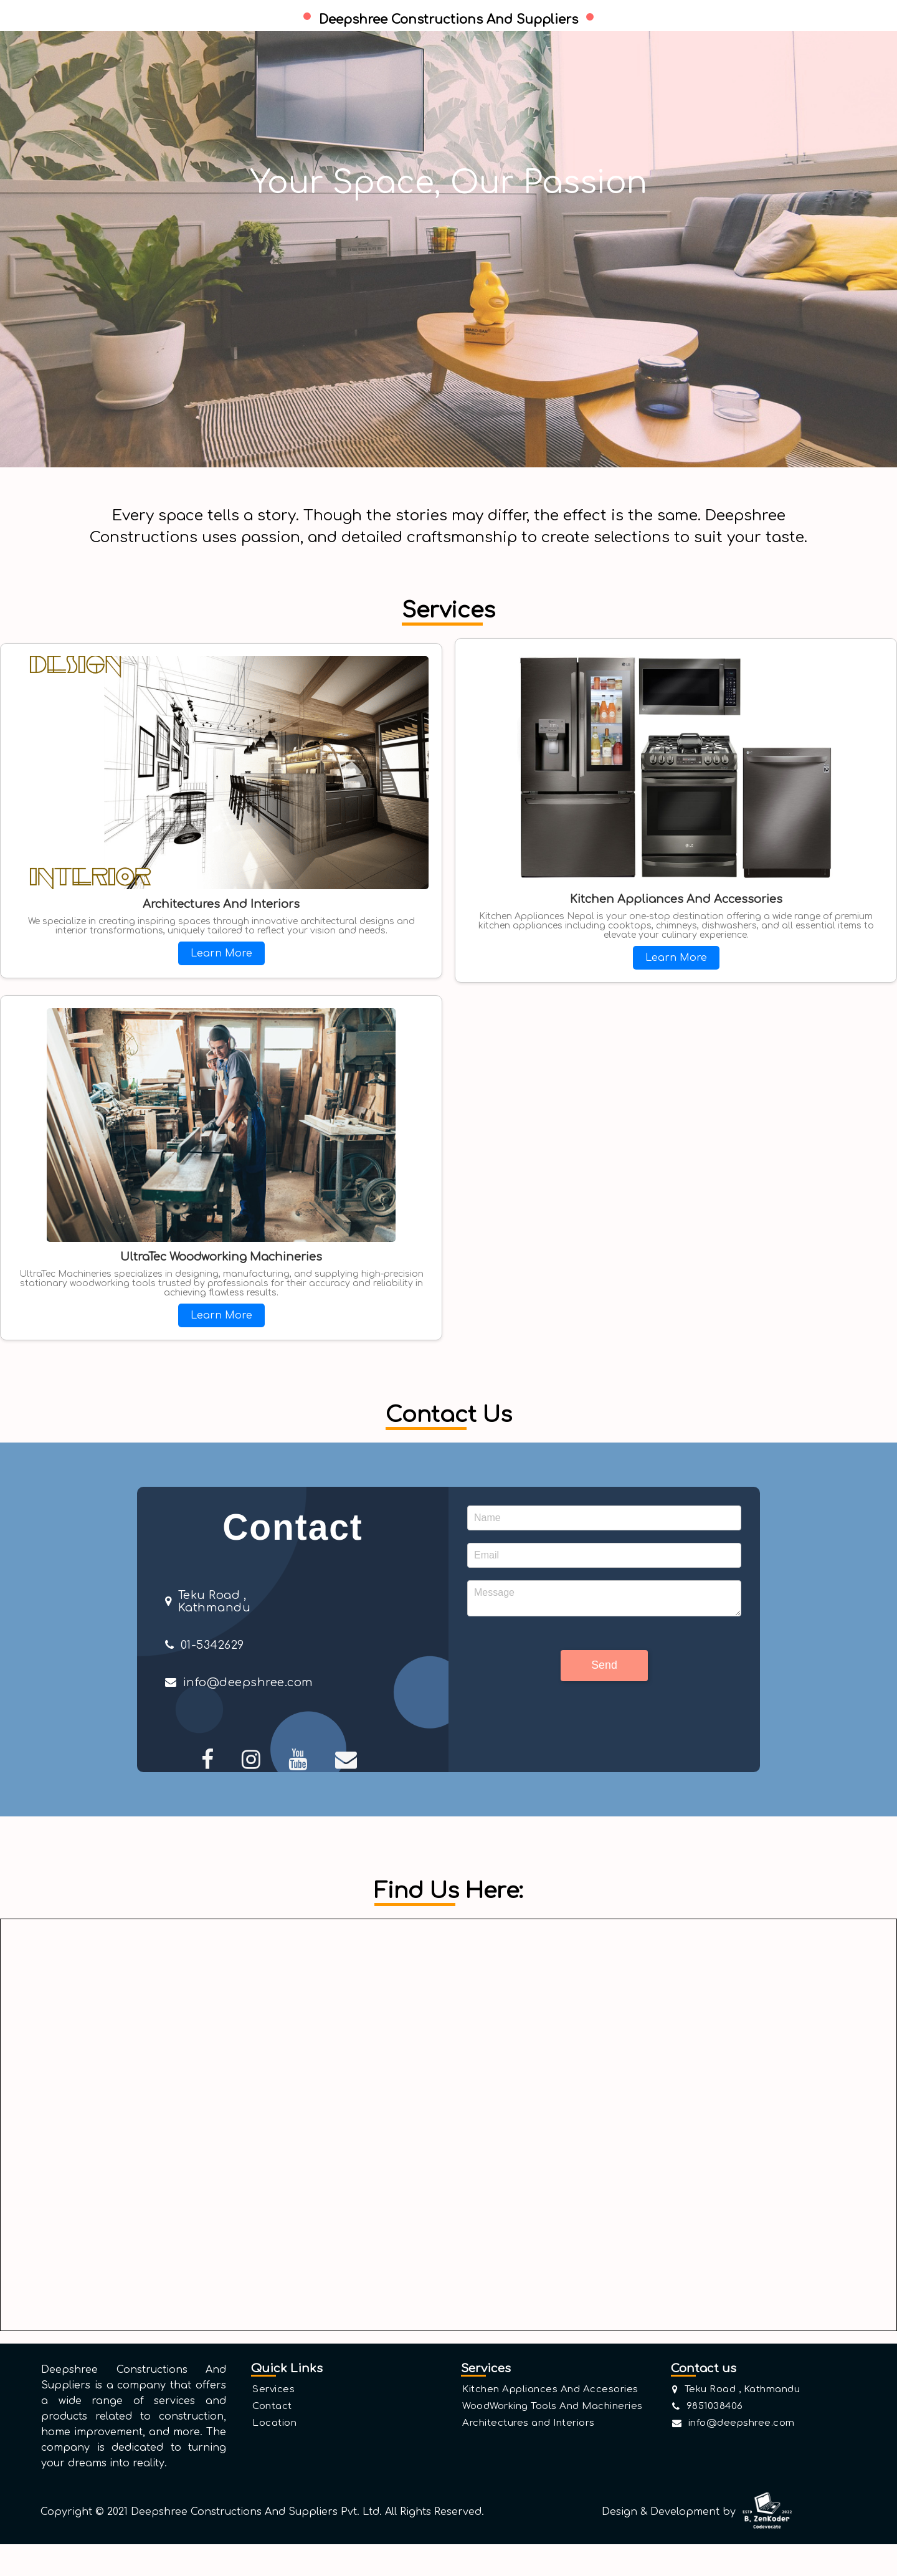 Deepshree Constructions And Suppliers
Your Space, Our Passion
Every space tells a story. Though the stories may differ, the effect is the same. Deepshree
Constructions uses passion, and detailed craftsmanship to create selections to suit your taste.
Services
DESIGN
INTERIOR
Architectures And Interiors
We specialize in creating inspiring spaces through innovative architectural designs and
interior transformations, uniquely tailored to reflect your vision and needs.
Learn More
Kitchen Appliances And Accessories
Kitchen Appliances Nepal is your one-stop destination offering a wide range of premium
kitchen appliances including cooktops, chimneys, dishwashers, and all essential items to
elevate your culinary experience.
Learn More
UltraTec Woodworking Machineries
UltraTec Machineries specializes in designing, manufacturing, and supplying high-precision
stationary woodworking tools trusted by professionals for their accuracy and reliability in
achieving flawless results.
Learn More
Contact Us
Contact
Teku Road ,
Kathmandu
01-5342629
info@deepshree.com
Name
Email
Message
Send
Find Us Here:
Deepshree Constructions And
Suppliers is a company that offers
a wide range of services and
products related to construction,
home improvement, and more. The
company is dedicated to turning
your dreams into reality.
Quick Links
Services
Contact
Location
Services
Kitchen Appliances And Accesories
WoodWorking Tools And Machineries
Architectures and Interiors
Contact us
Teku Road , Kathmandu
9851038406
info@deepshree.com
Copyright © 2021 Deepshree Constructions And Suppliers Pvt. Ltd. All Rights Reserved.
Design & Development by
B. ZenKoder
Codevocate